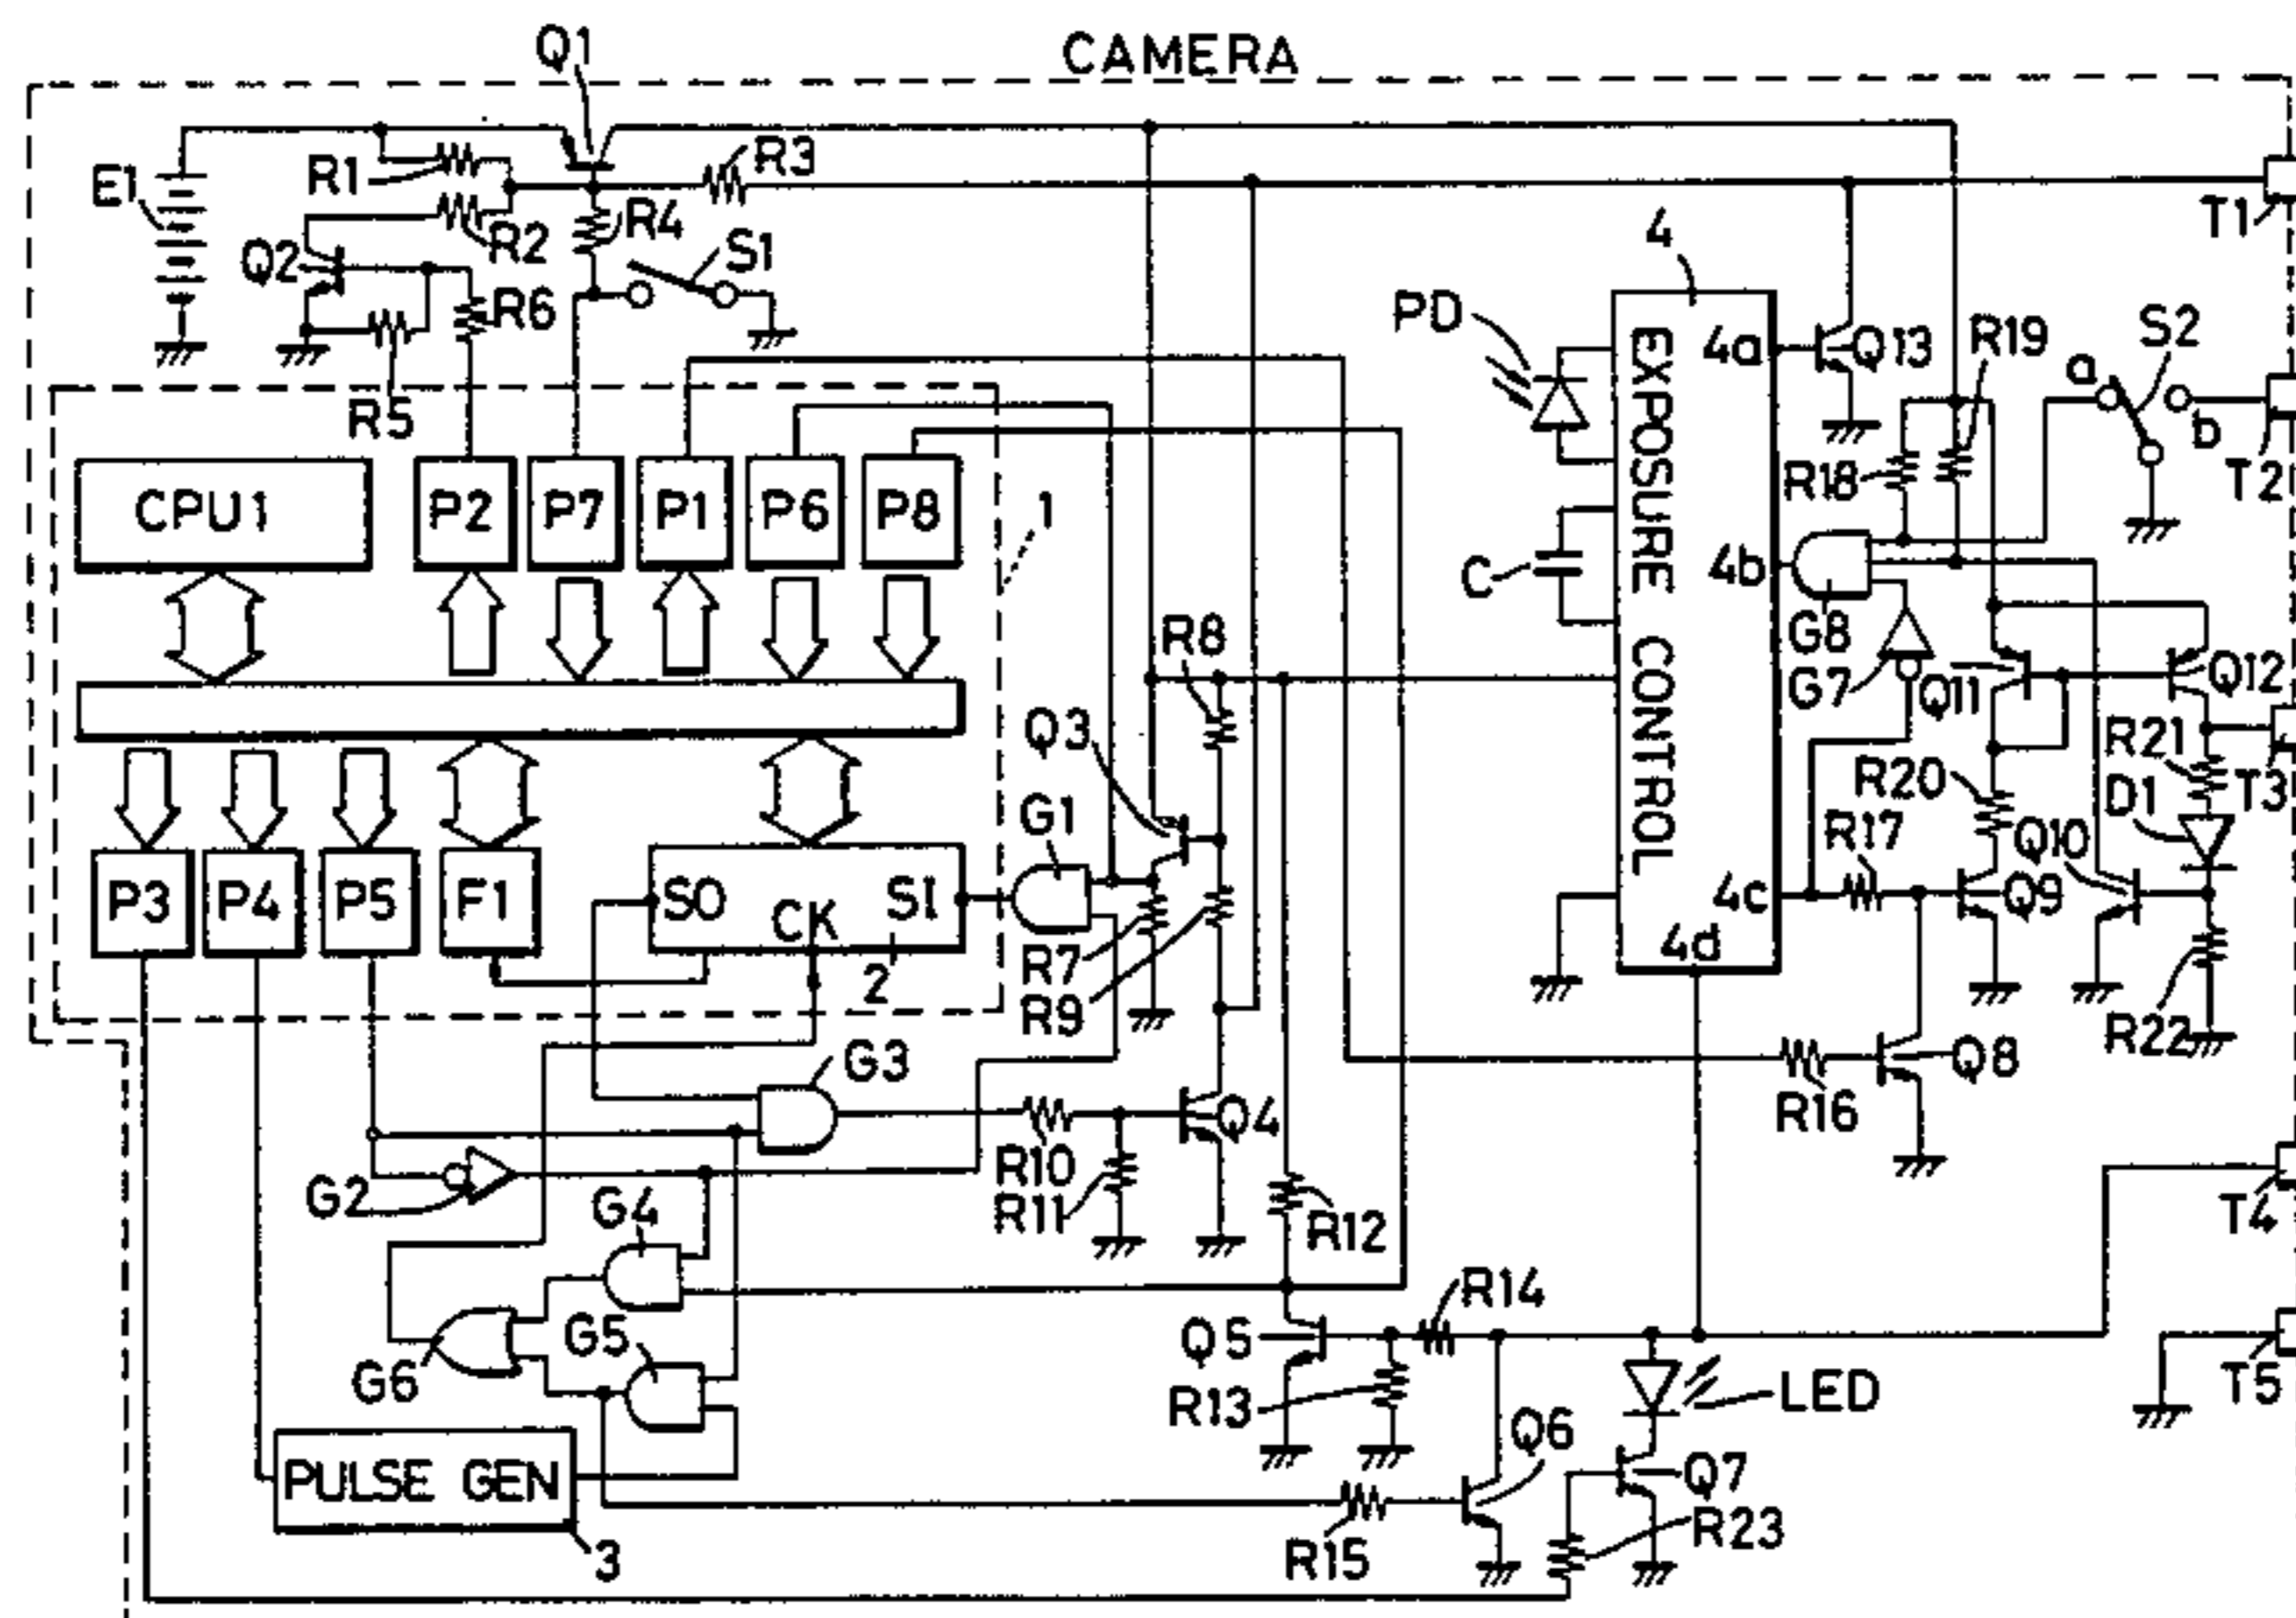 CAMERA
Q1
R1
R3
E1
R2
R4
S1
Q2
R6
R5
T1
4
PD
4a
Q13
R19
S2
a
b
T2
R18
CPU1
P2
P7
P1
P6
P8
1
C
EXPOSURE CONTROL
4b
G8
G7
Q11
Q12
R8
Q3
R21
T3
R20
D1
G1
R17
Q10
P3
P4
P5
F1
SO
CK
SI
2
4c
Q9
4d
R7
R9
R22
G3
Q8
R16
Q4
R10
R11
G2
G4
R12
T4
R14
G5
Q5
G6
R13
LED
T5
Q6
Q7
PULSE GEN
3
R15
R23